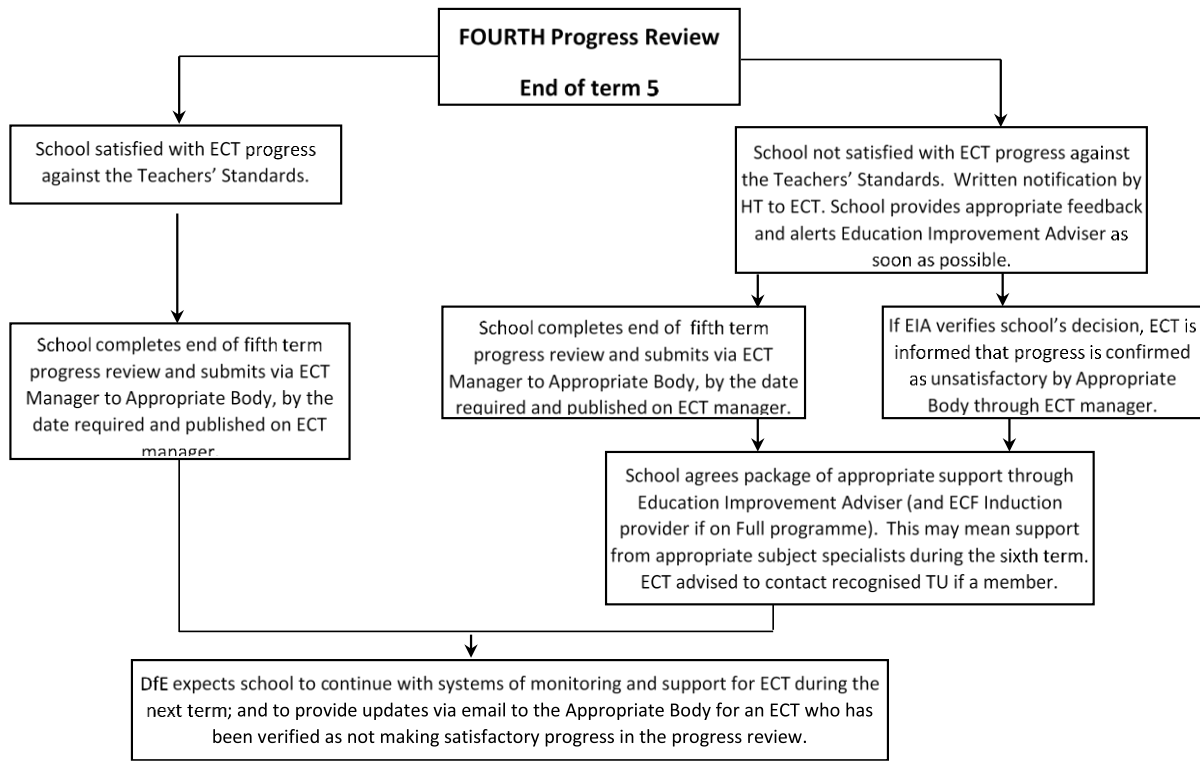 FOURTH Progress Review
End of term 5
School satisfied with ECT progress
against the Teachers’ Standards.
School not satisfied with ECT progress against
the Teachers’ Standards.  Written notification by
HT to ECT. School provides appropriate feedback
and alerts Education Improvement Adviser as
soon as possible.
School completes end of fifth term
progress review and submits via ECT
Manager to Appropriate Body, by the
date required and published on ECT
manager.
School completes end of  fifth term
progress review and submits via ECT
Manager to Appropriate Body, by the date
required and published on ECT manager.
If EIA verifies school’s decision, ECT is
informed that progress is confirmed
as unsatisfactory by Appropriate
Body through ECT manager.
School agrees package of appropriate support through
Education Improvement Adviser (and ECF Induction
provider if on Full programme).  This may mean support
from appropriate subject specialists during the sixth term.
ECT advised to contact recognised TU if a member.
DfE expects school to continue with systems of monitoring and support for ECT during the
next term; and to provide updates via email to the Appropriate Body for an ECT who has
been verified as not making satisfactory progress in the progress review.